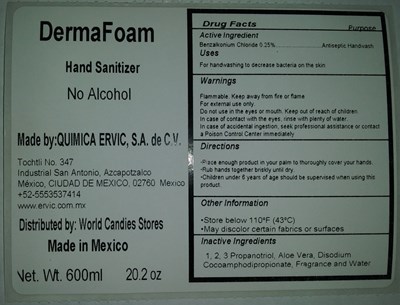 DermaFoam
Hand Sanitizer
No Alcohol
Made by:QUIMICA ERVIC, S.A. de C.V.
Tochtli No. 347
Industrial San Antonio, Azcapotzalco
México, CIUDAD DE MEXICO, 02760 Mexico
+52-5553537414
www.ervic.com.mx
Distributed by: World Candies Stores
Made in Mexico
Net. Wt. 600ml 20.2 oz
Drug Facts
Purpose
Active Ingredient
Benzalkonium Chloride 0.25%..................Antiseptic Handwash
Uses
For handwashing to decrease bacteria on the skin
Warnings
Flammable. Keep away from fire or flame
For external use only.
Do not use in the eyes or mouth. Keep out of reach of children.
In case of contact with the eyes, rinse with plenty of water.
In case of accidental ingestion, seek professional assistance or contact
a Poison Control Center immediately
Directions
•Place enough product in your palm to thoroughly cover your hands.
•Rub hands together briskly until dry.
•Children under 6 years of age should be supervised when using this
product.
Other Information
•Store below 110°F (43°C)
•May discolor certain fabrics or surfaces
Inactive Ingredients
1, 2, 3 Propanotriol, Aloe Vera, Disodium
Cocoamphodipropionate, Fragrance and Water.